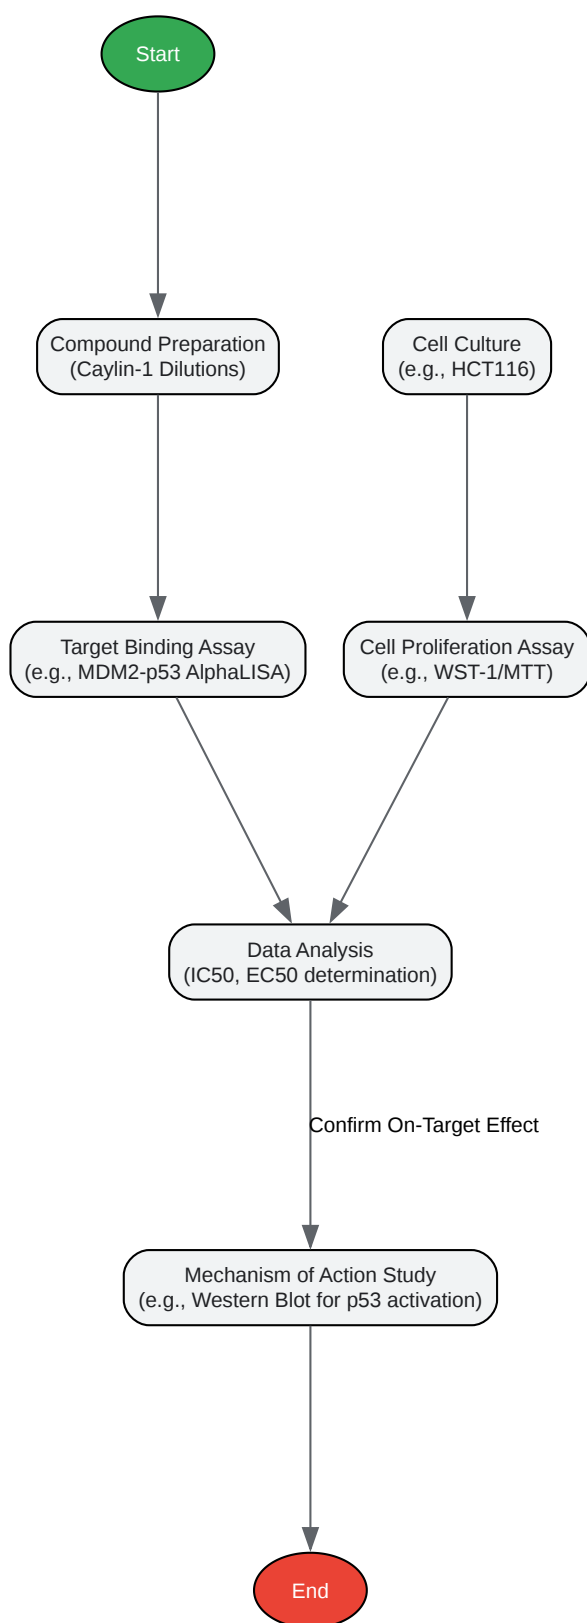 Start
Compound Preparation
(Caylin-1 Dilutions)
Cell Culture
(e.g., HCT116)
Target Binding Assay
(e.g., MDM2-p53 AlphaLISA)
Cell Proliferation Assay
(e.g., WST-1/MTT)
Data Analysis
(IC50, EC50 determination)
Confirm On-Target Effect
Mechanism of Action Study
(e.g., Western Blot for p53 activation)
End